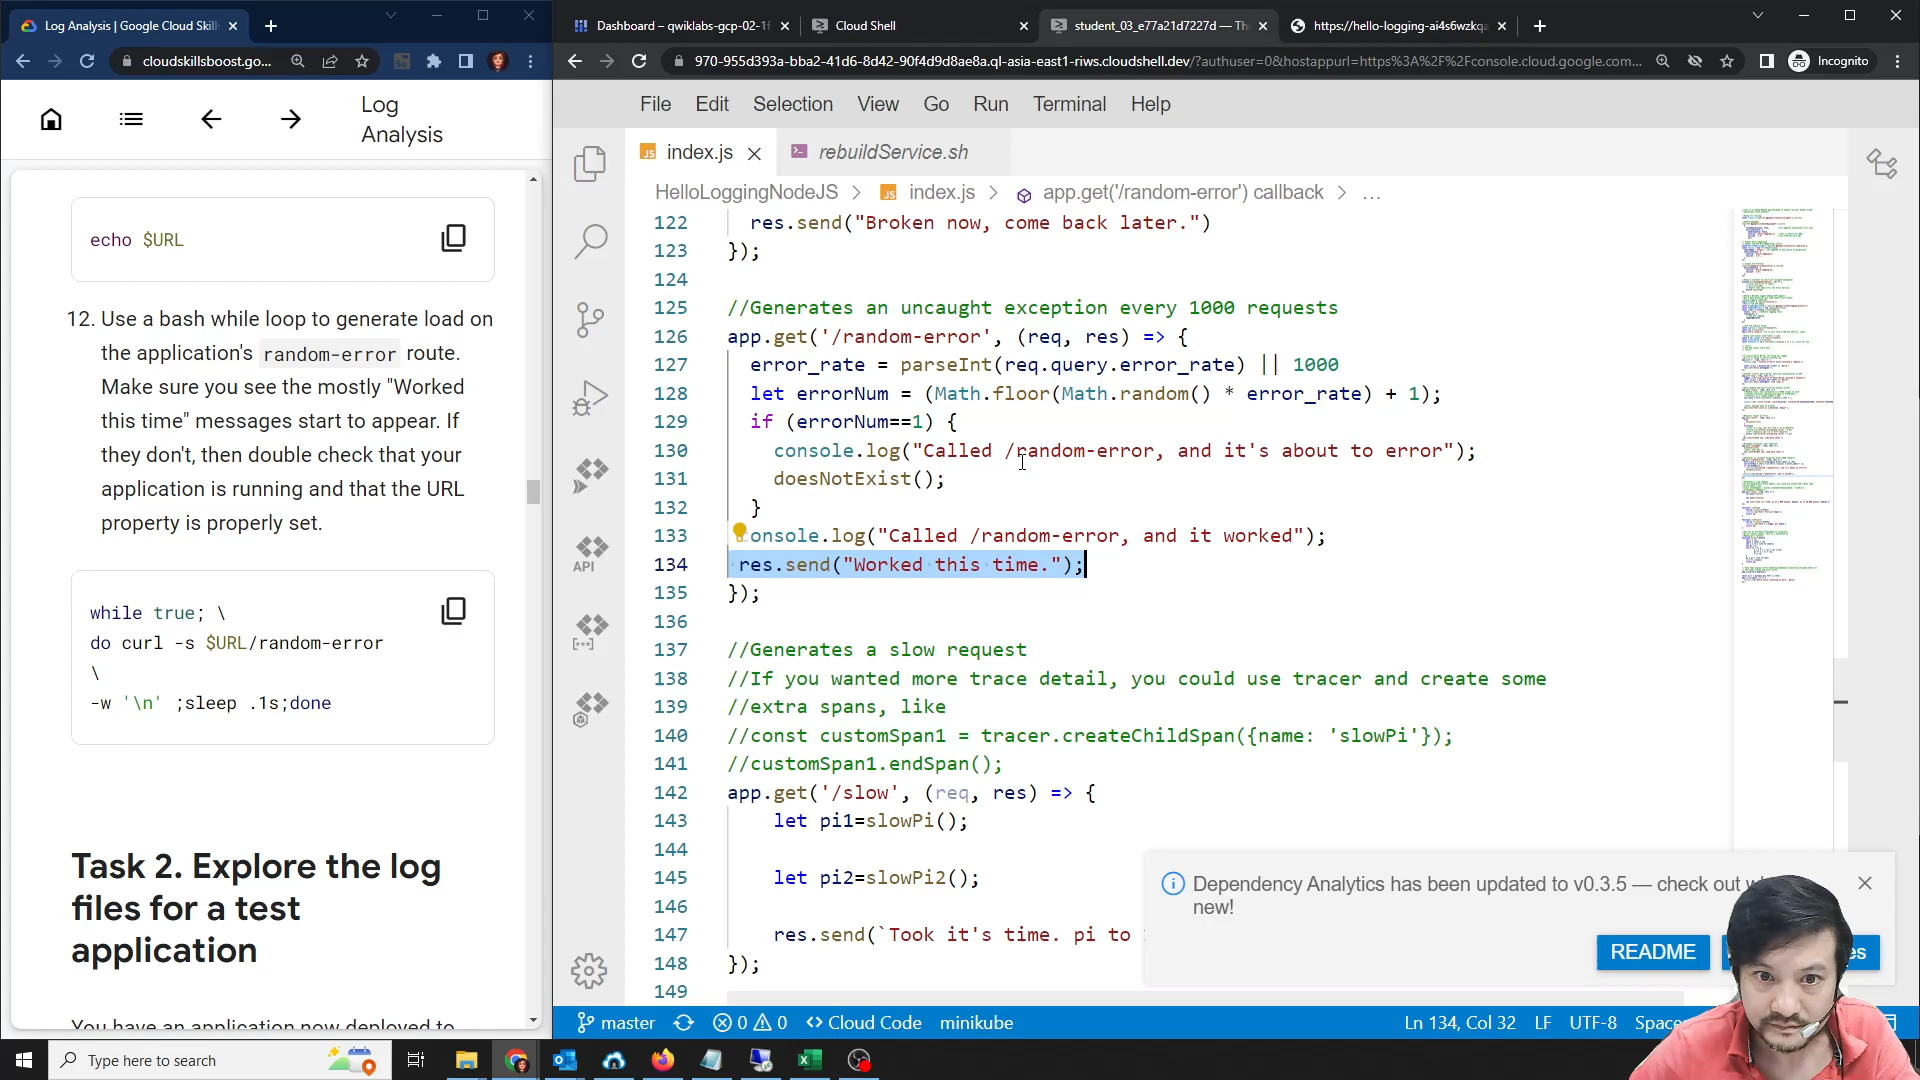 Log Analysis | Google Cloud Skill
cloudskillsboost.go...
Log
Analysis
echo $URL
12. Use a bash while loop to generate load on
the application's random-error route.
Make sure you see the mostly "Worked
this time" messages start to appear. If
they don't, then double check that your
application is running and that the URL
property is properly set.
while true; \
do curl -s $URL/random-error
\
-w '\n' ;sleep .1s;done
Task 2. Explore the log
files for a test
application
You have an application now deployed to
Dashboard – qwiklabs-gcp-02-1f
Cloud Shell
student_03_e77a21d7227d — Th
https://hello-logging-ai4s6wzkqa
970-955d393a-bba2-41d6-8d42-90f4d9d8ae8a.ql-asia-east1-riws.cloudshell.dev/?authuser=0&hostappurl=https%3A%2F%2Fconsole.cloud.google.com...
Incognito
File Edit Selection View Go Run Terminal Help
JS index.js
rebuildService.sh
HelloLoggingNodeJS > JS index.js > app.get('/random-error') callback > ...
API
122 res.send("Broken now, come back later.")
123 });
124
125 //Generates an uncaught exception every 1000 requests
126 app.get('/random-error', (req, res) => {
127 error_rate = parseInt(req.query.error_rate) || 1000
128 let errorNum = (Math.floor(Math.random() * error_rate) + 1);
129 if (errorNum==1) {
130 console.log("Called /random-error, and it's about to error");
131 doesNotExist();
132 }
133 onsole.log("Called /random-error, and it worked");
134 res.send("Worked this time.");
135 });
136
137 //Generates a slow request
138 //If you wanted more trace detail, you could use tracer and create some
139 //extra spans, like
140 //const customSpan1 = tracer.createChildSpan({name: 'slowPi'});
141 //customSpan1.endSpan();
142 app.get('/slow', (req, res) => {
143 let pi1=slowPi();
144
145 let pi2=slowPi2();
146
147 res.send(`Took it's time. pi to
148 });
149
Dependency Analytics has been updated to v0.3.5 — check out
new!
README
es
master 0 0 Cloud Code minikube
Ln 134, Col 32 LF UTF-8 Space
Type here to search